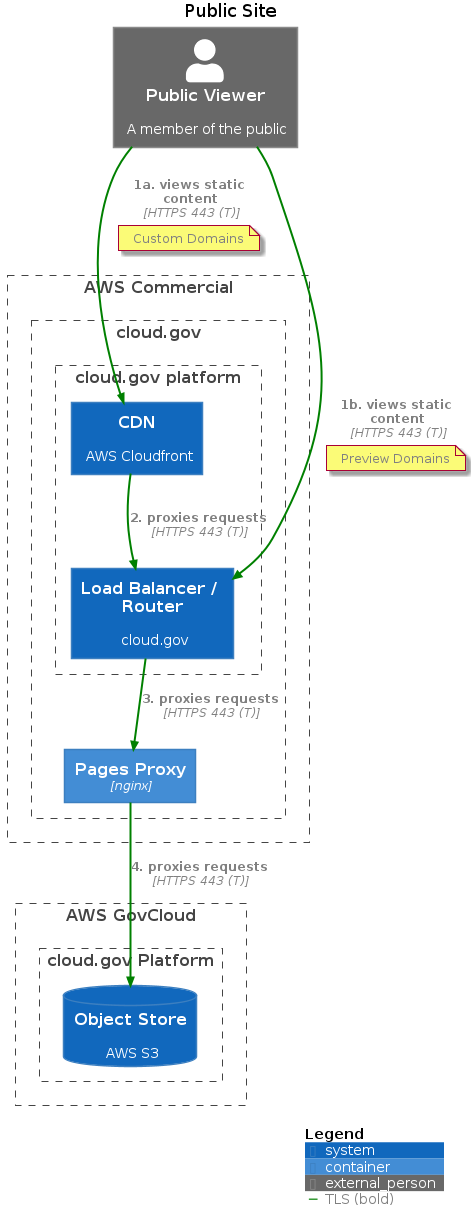 Public Site
Public Viewer
A member of the public
1a. views static
content
[HTTPS 443 (T)]
Custom Domains
AWS Commercial
cloud.gov
cloud.gov platform
CDN
AWS Cloudfront
1b. views static
content
[HTTPS 443 (T)]
Preview Domains
2. proxies requests
[HTTPS 443 (T)]
Load Balancer /
Router
cloud.gov
3. proxies requests
[HTTPS 443 (T)]
Pages Proxy
[nginx]
4. proxies requests
[HTTPS 443 (T)]
AWS GovCloud
cloud.gov Platform
Object Store
AWS S3
Legend
system
container
external_person
TLS (bold)